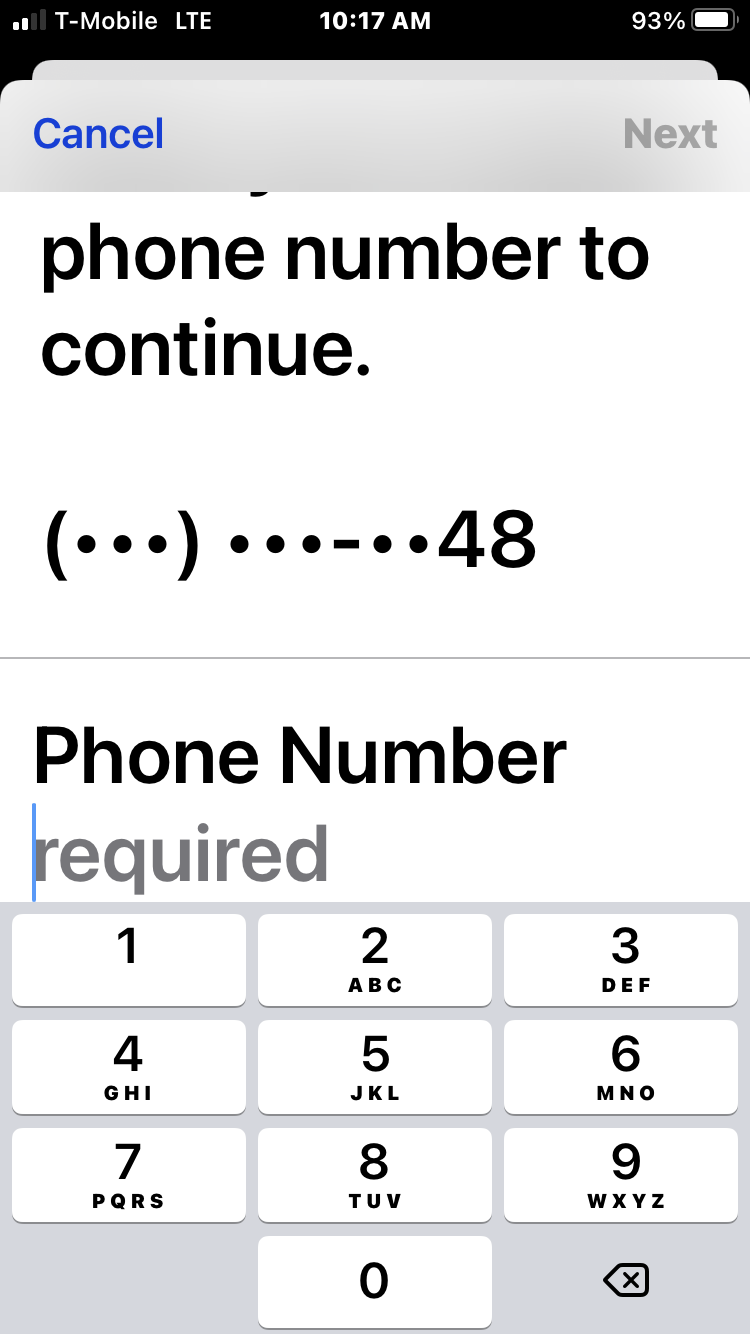 T-Mobile LTE 10:17 AM 93%
Cancel Next
phone number to
continue.
(•••) •••-••48
Phone Number
required
1 2 3
ABC DEF
4 5 6
GHI JKL MNO
7 8 9
PQRS TUV WXYZ
0